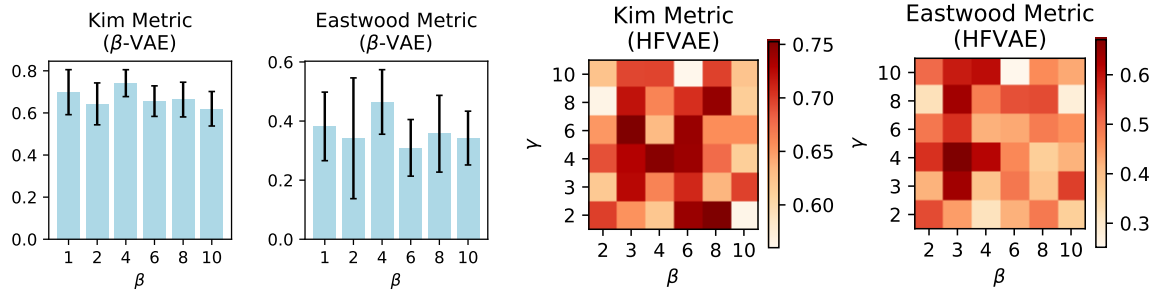 Kim Metric
(β-VAE)
0.8
0.6
0.4
0.2
0.0
1 2 4 6 8 10
β
Eastwood Metric
(β-VAE)
0.6
0.4
0.2
0.0
1 2 4 6 8 10
β
Kim Metric
(HFVAE)
γ
10
8
6
4
3
2
2 3 4 6 8 10
β
0.75
0.70
0.65
0.60
Eastwood Metric
(HFVAE)
γ
10
8
6
4
3
2
2 3 4 6 8 10
β
0.6
0.5
0.4
0.3